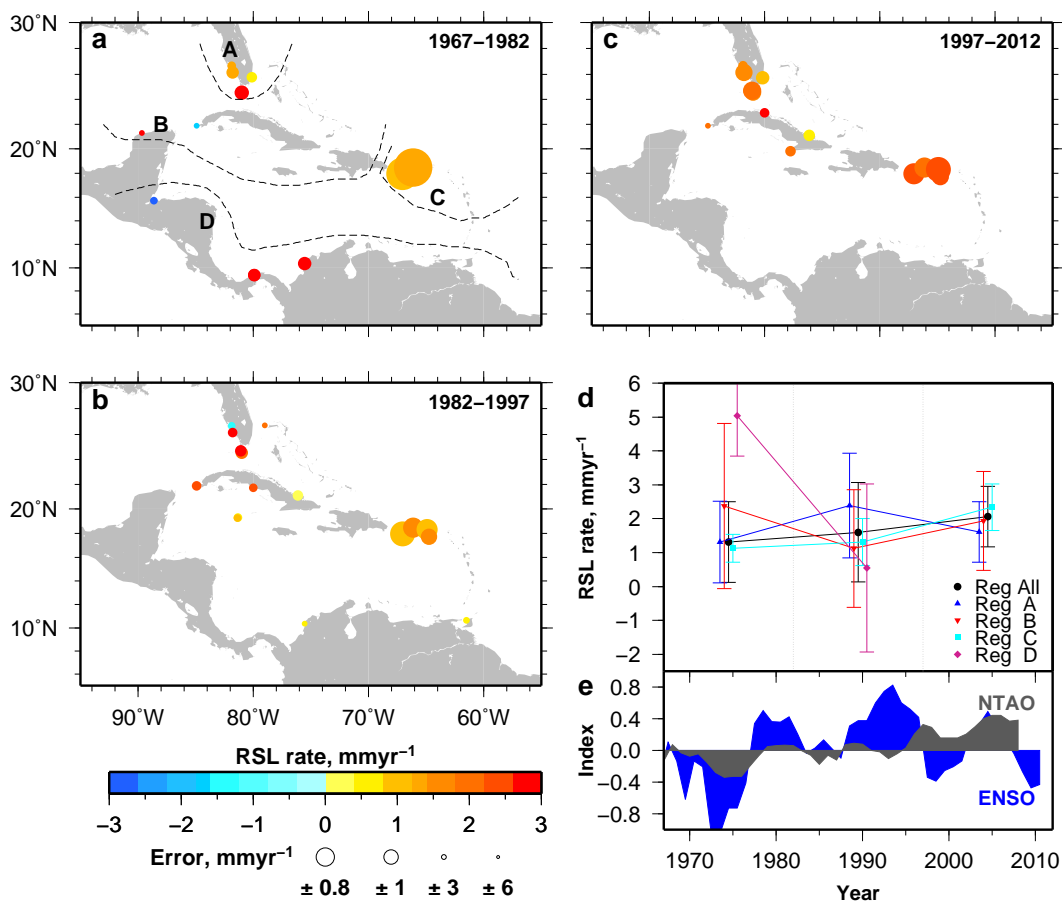 a
1967−1982
A
B
C
D
30°N
20°N
10°N
c
1997−2012
b
1982−1997
30°N
20°N
10°N
90°W
80°W
70°W
60°W
RSL rate, mmyr−1
−3
−2
−1
0
1
2
3
Error, mmyr−1
± 0.8
± 1
± 3
± 6
d
RSL rate, mmyr−1
6
5
4
3
2
1
0
−1
−2
Reg All
Reg A
Reg B
Reg C
Reg D
e
Index
0.8
0.4
0.0
−0.4
−0.8
NTAO
ENSO
1970
1980
1990
2000
2010
Year